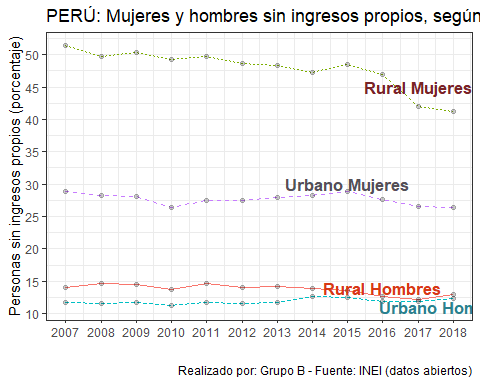 PERÚ: Mujeres y hombres sin ingresos propios, según
Personas sin ingresos propios (porcentaje)
50
45
40
35
30
25
20
15
10
Rural Mujeres
Urbano Mujeres
Rural Hombres
Urbano Hon
2007 2008 2009 2010 2011 2012 2013 2014 2015 2016 2017 2018
Realizado por: Grupo B - Fuente: INEI (datos abiertos)